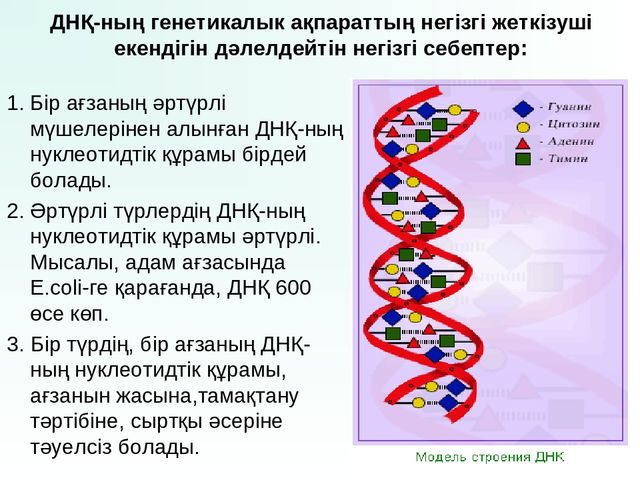 ДНҚ-ның генетикалык ақпараттың негізгі жеткізуші
екендігін дәлелдейтін негізгі себептер:
1. Бір ағзаның әртүрлі
мүшелерінен алынған ДНҚ-ның
нуклеотидтік құрамы бірдей
болады.
2. Әртүрлі түрлердің ДНҚ-ның
нуклеотидтік құрамы әртүрлі.
Мысалы, адам ағзасында
E.coli-ге қарағанда, ДНҚ 600
өсе көп.
3. Бір түрдің, бір ағзаның ДНҚ-
ның нуклеотидтік құрамы,
ағзанын жасына,тамақтану
тәртібіне, сыртқы әсеріне
тәуелсіз болады.
- Гуанин
- Цитозин
- Аденин
- Тимин
Модель строения ДНК